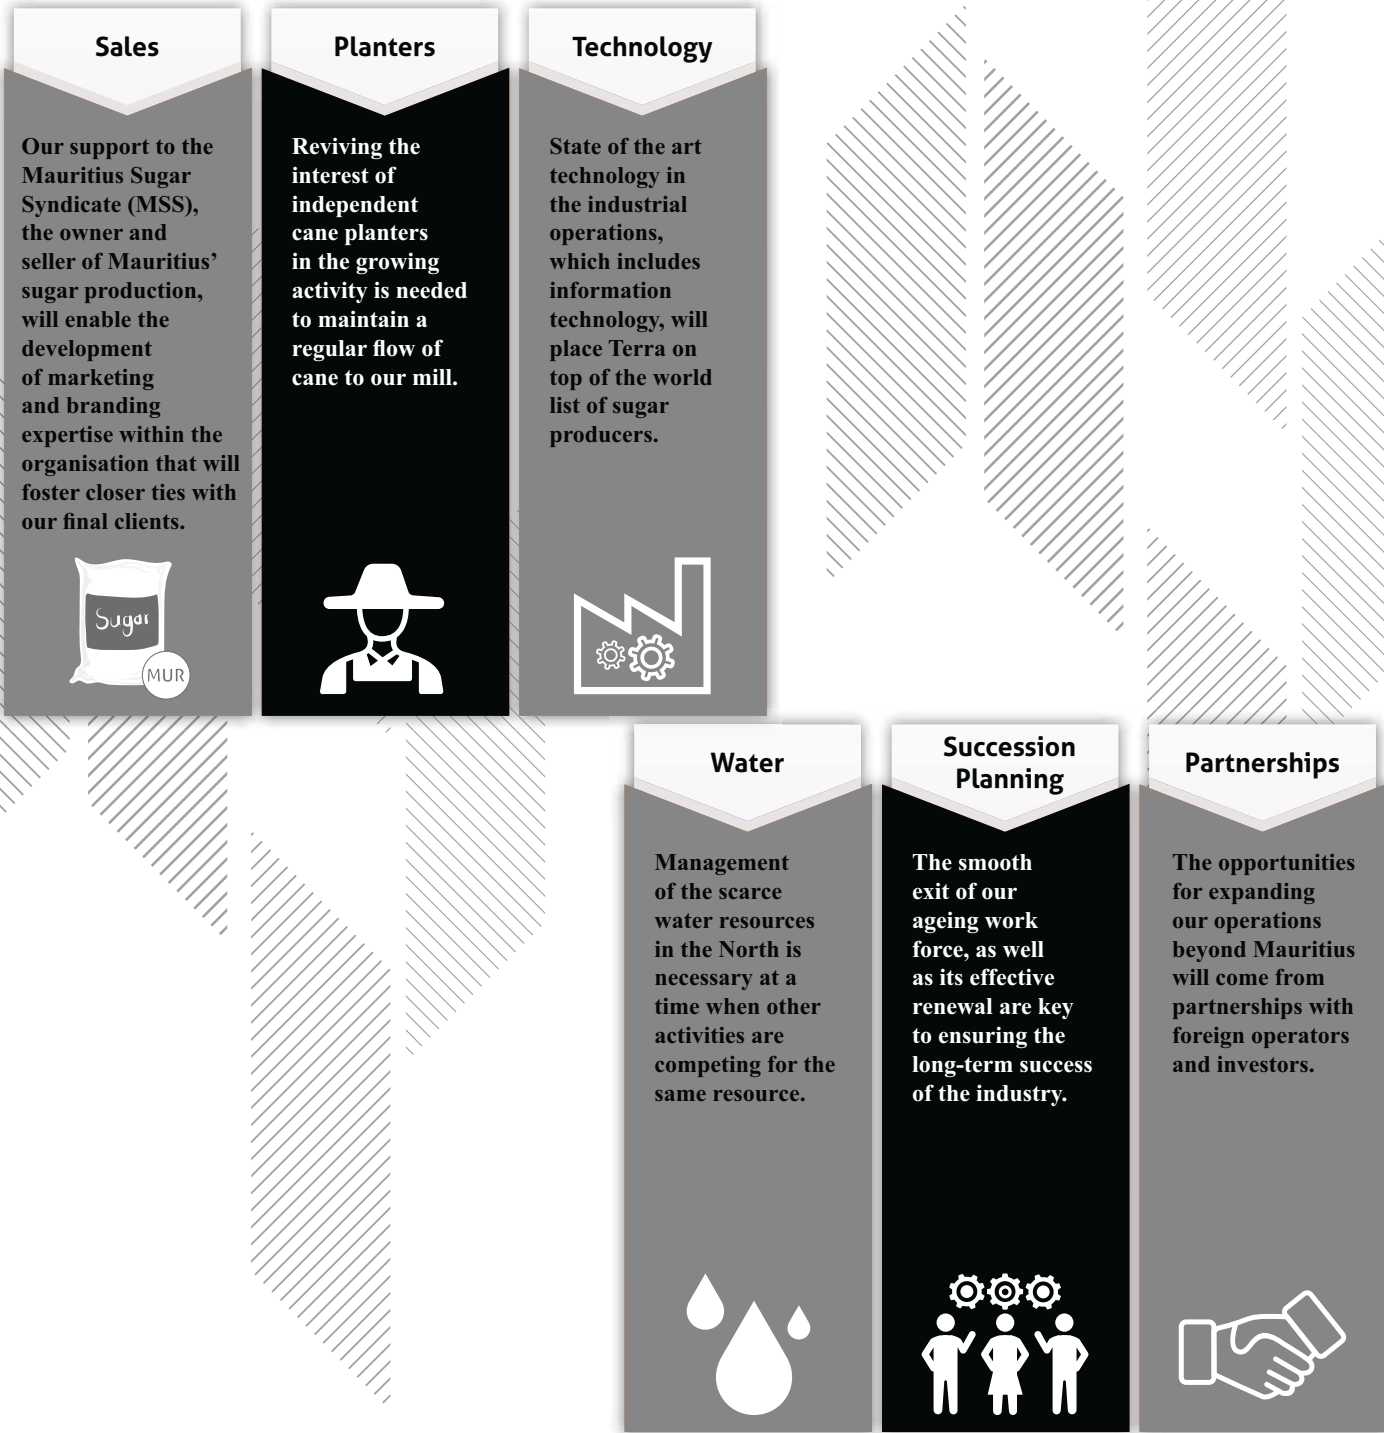 Sales
Our support to the
Mauritius Sugar
Syndicate (MSS),
the owner and
seller of Mauritius’
sugar production,
will enable the
development
of marketing
and branding
expertise within the
organisation that will
foster closer ties with
our final clients.
Sugar
MUR
Planters
Reviving the
interest of
independent
cane planters
in the growing
activity is needed
to maintain a
regular flow of
cane to our mill.
Technology
State of the art
technology in
the industrial
operations,
which includes
information
technology, will
place Terra on
top of the world
list of sugar
producers.
Water
Management
of the scarce
water resources
in the North is
necessary at a
time when other
activities are
competing for the
same resource.
Succession
Planning
The smooth
exit of our
ageing work
force, as well
as its effective
renewal are key
to ensuring the
long-term success
of the industry.
Partnerships
The opportunities
for expanding
our operations
beyond Mauritius
will come from
partnerships with
foreign operators
and investors.